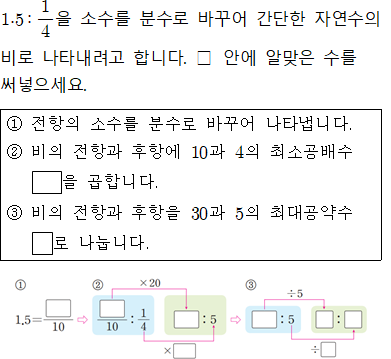 1.5 : 1/4을 소수를 분수로 바꾸어 간단한 자연수의
비로 나타내려고 합니다. □ 안에 알맞은 수를
써넣으세요.
① 전항의 소수를 분수로 바꾸어 나타냅니다.
② 비의 전항과 후항에 10과 4의 최소공배수
□을 곱합니다.
③ 비의 전항과 후항을 30과 5의 최대공약수
□로 나눕니다.
① ② ×20 ③ ÷5
1.5=□/10 ⇨ □/10 : 1/4 □ : 5 ⇨ □ : 5 □ : □
×□ ÷□